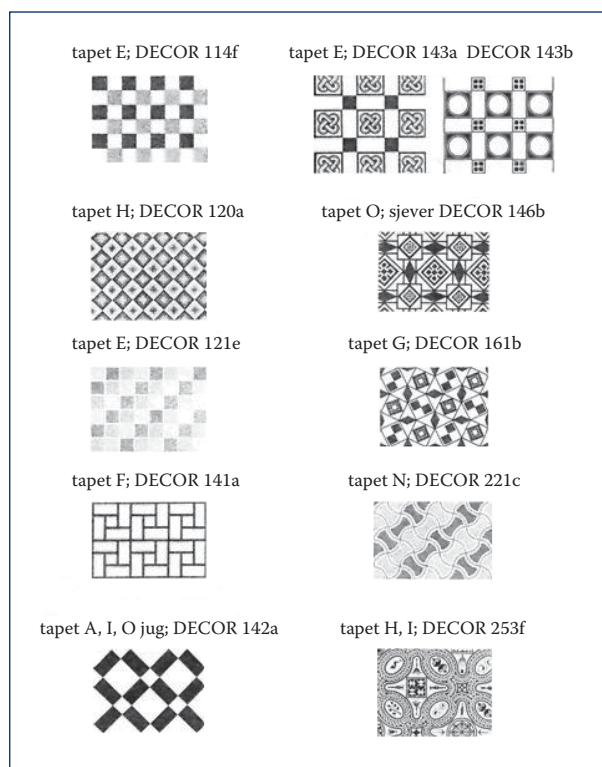 tapet E; DECOR 114f
tapet E; DECOR 143a DECOR 143b
tapet H; DECOR 120a
tapet O; sjever DECOR 146b
tapet E; DECOR 121e
tapet G; DECOR 161b
tapet F; DECOR 141a
tapet N; DECOR 221c
tapet A, I, O jug; DECOR 142a
tapet H, I; DECOR 253f